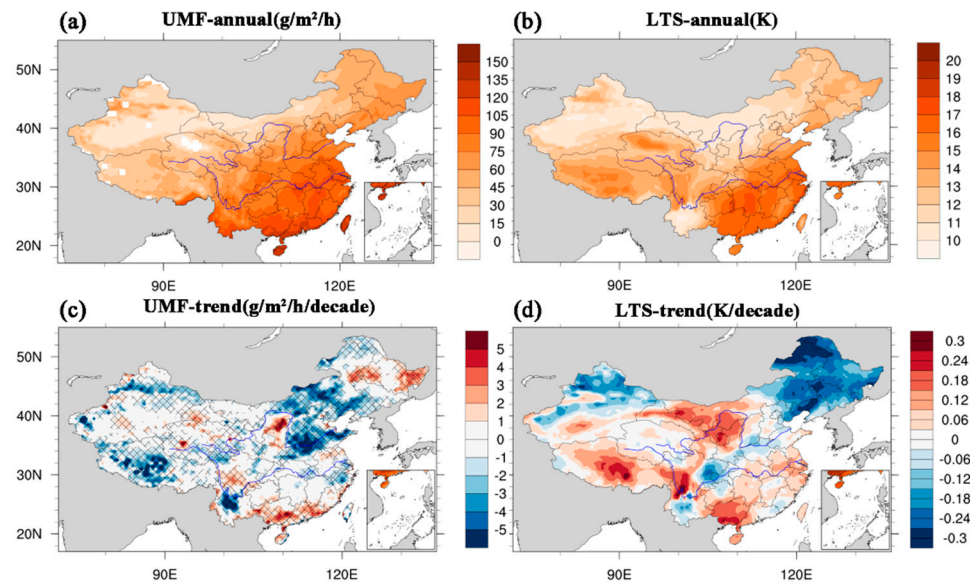 (a) UMF-annual(g/m²/h)
50N
40N
30N
20N
90E 120E
150
135
120
105
90
75
60
45
30
15
0
(b) LTS-annual(K)
50N
40N
30N
20N
90E 120E
20
19
18
17
16
15
14
13
12
11
10
(c) UMF-trend(g/m²/h/decade)
50N
40N
30N
20N
90E 120E
5
4
3
2
1
0
-1
-2
-3
-4
-5
(d) LTS-trend(K/decade)
50N
40N
30N
20N
90E 120E
0.3
0.24
0.18
0.12
0.06
0
-0.06
-0.12
-0.18
-0.24
-0.3